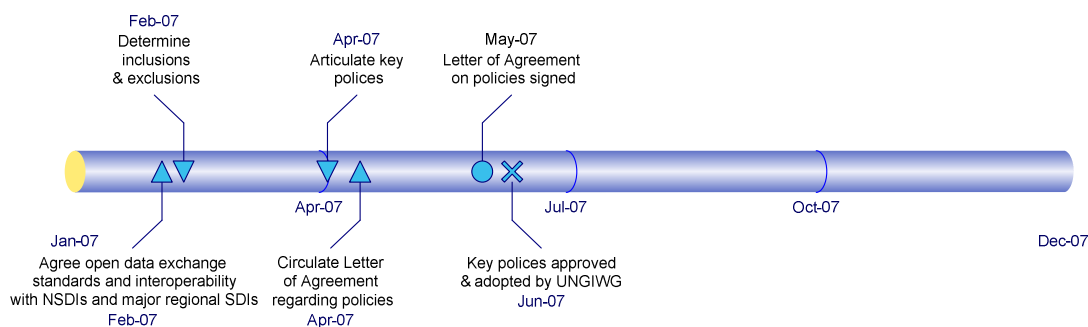 Feb-07
Determine
inclusions
& exclusions
Apr-07
Articulate key
polices
May-07
Letter of Agreement
on policies signed
Apr-07
Jul-07
Oct-07
Jan-07
Dec-07
Agree open data exchange
standards and interoperability
with NSDIs and major regional SDIs
Feb-07
Circulate Letter
of Agreement
regarding policies
Apr-07
Key polices approved
& adopted by UNGIWG
Jun-07